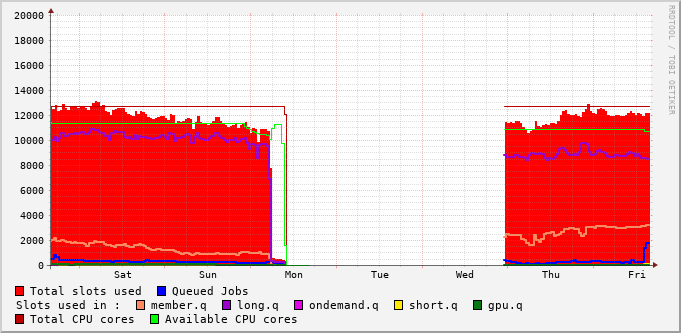 RRDTOOL / TOBI OETIKER
20000
18000
16000
14000
12000
10000
8000
6000
4000
2000
0
Sat Sun Mon Tue Wed Thu Fri
Total slots used Queued Jobs
Slots used in : member.q long.q ondemand.q short.q gpu.q
Total CPU cores Available CPU cores